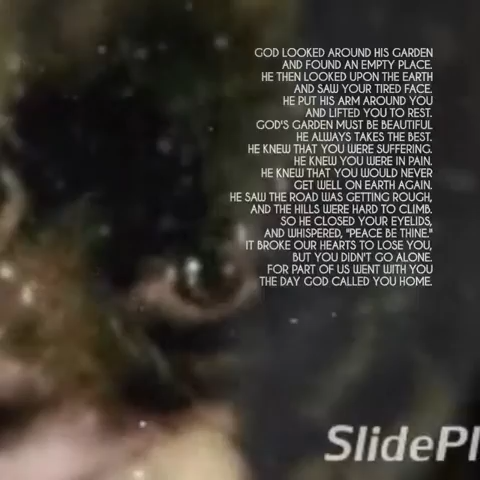 GOD LOOKED AROUND HIS GARDEN
AND FOUND AN EMPTY PLACE.
HE THEN LOOKED UPON THE EARTH
AND SAW YOUR TIRED FACE.
HE PUT HIS ARM AROUND YOU
AND LIFTED YOU TO REST.
GOD'S GARDEN MUST BE BEAUTIFUL
HE ALWAYS TAKES THE BEST.
HE KNEW THAT YOU WERE SUFFERING.
HE KNEW YOU WERE IN PAIN.
HE KNEW THAT YOU WOULD NEVER
GET WELL ON EARTH AGAIN.
HE SAW THE ROAD WAS GETTING ROUGH,
AND THE HILLS WERE HARD TO CLIMB.
SO HE CLOSED YOUR EYELIDS,
AND WHISPERED, "PEACE BE THINE."
IT BROKE OUR HEARTS TO LOSE YOU,
BUT YOU DIDN'T GO ALONE.
FOR PART OF US WENT WITH YOU
THE DAY GOD CALLED YOU HOME.
SlidePl